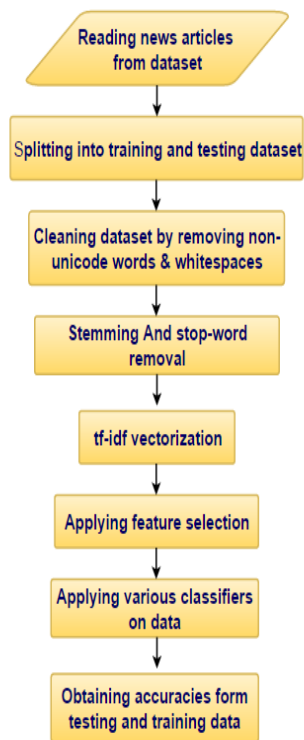 Reading news articles
from dataset
Splitting into training and testing dataset
Cleaning dataset by removing non-
unicode words & whitespaces
Stemming And stop-word
removal
tf-idf vectorization
Applying feature selection
Applying various classifiers
on data
Obtaining accuracies form
testing and training data